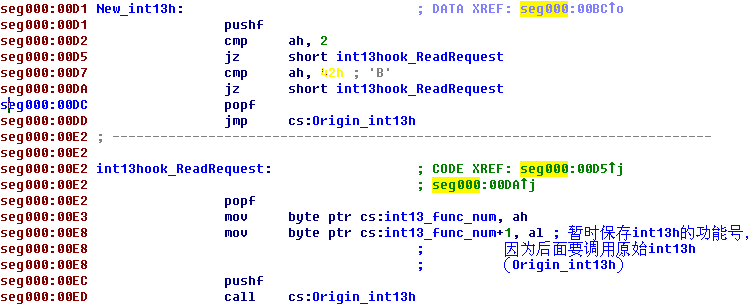 seg000:00D1 New_int13h: ; DATA XREF: seg000:00BC↑o
seg000:00D1 pushf
seg000:00D2 cmp ah, 2
seg000:00D5 jz short int13hook_ReadRequest
seg000:00D7 cmp ah, 42h ; 'B'
seg000:00DA jz short int13hook_ReadRequest
seg000:00DC popf
seg000:00DD jmp cs:Origin_int13h
seg000:00E2 ; ---------------------------------------------------------------------------
seg000:00E2
seg000:00E2 int13hook_ReadRequest: ; CODE XREF: seg000:00D5↑j
seg000:00E2 ; seg000:00DA↑j
seg000:00E2 popf
seg000:00E3 mov byte ptr cs:int13_func_num, ah
seg000:00E8 mov byte ptr cs:int13_func_num+1, al ; 暂时保存int13h的功能号,
seg000:00E8 ; 因为后面要调用原始int13h
seg000:00E8 ; (Origin_int13h)
seg000:00EC pushf
seg000:00ED call cs:Origin_int13h